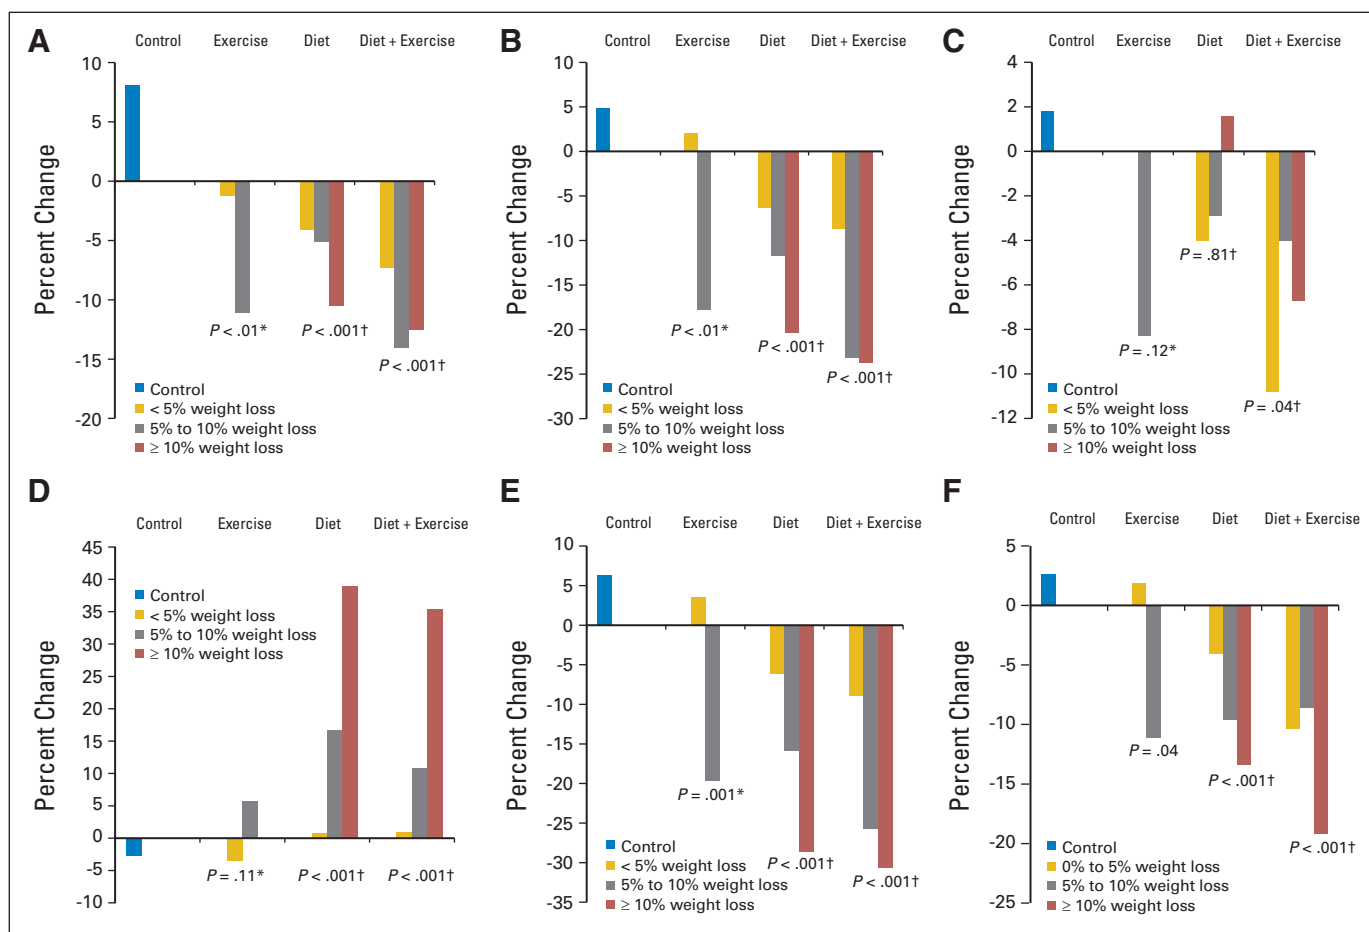 A
Control Exercise Diet Diet + Exercise
Percent Change
10
5
0
-5
-10
-15
-20
P < .01*
P < .001†
P < .001†
Control
< 5% weight loss
5% to 10% weight loss
≥ 10% weight loss
B
Control Exercise Diet Diet + Exercise
Percent Change
10
5
0
-5
-10
-15
-20
-25
-30
P < .01*
P < .001†
P < .001†
Control
< 5% weight loss
5% to 10% weight loss
≥ 10% weight loss
C
Control Exercise Diet Diet + Exercise
Percent Change
4
2
0
-2
-4
-6
-8
-10
-12
P = .81†
P = .12*
P = .04†
Control
< 5% weight loss
5% to 10% weight loss
≥ 10% weight loss
D
Control Exercise Diet Diet + Exercise
Percent Change
45
40
35
30
25
20
15
10
5
0
-5
-10
Control
< 5% weight loss
5% to 10% weight loss
≥ 10% weight loss
P = .11*
P < .001†
P < .001†
E
Control Exercise Diet Diet + Exercise
Percent Change
10
5
0
-5
-10
-15
-20
-25
-30
-35
P = .001*
P < .001†
P < .001†
Control
< 5% weight loss
5% to 10% weight loss
≥ 10% weight loss
F
Control Exercise Diet Diet + Exercise
Percent Change
5
0
-5
-10
-15
-20
-25
P = .04
P < .001†
P < .001†
Control
0% to 5% weight loss
5% to 10% weight loss
≥ 10% weight loss